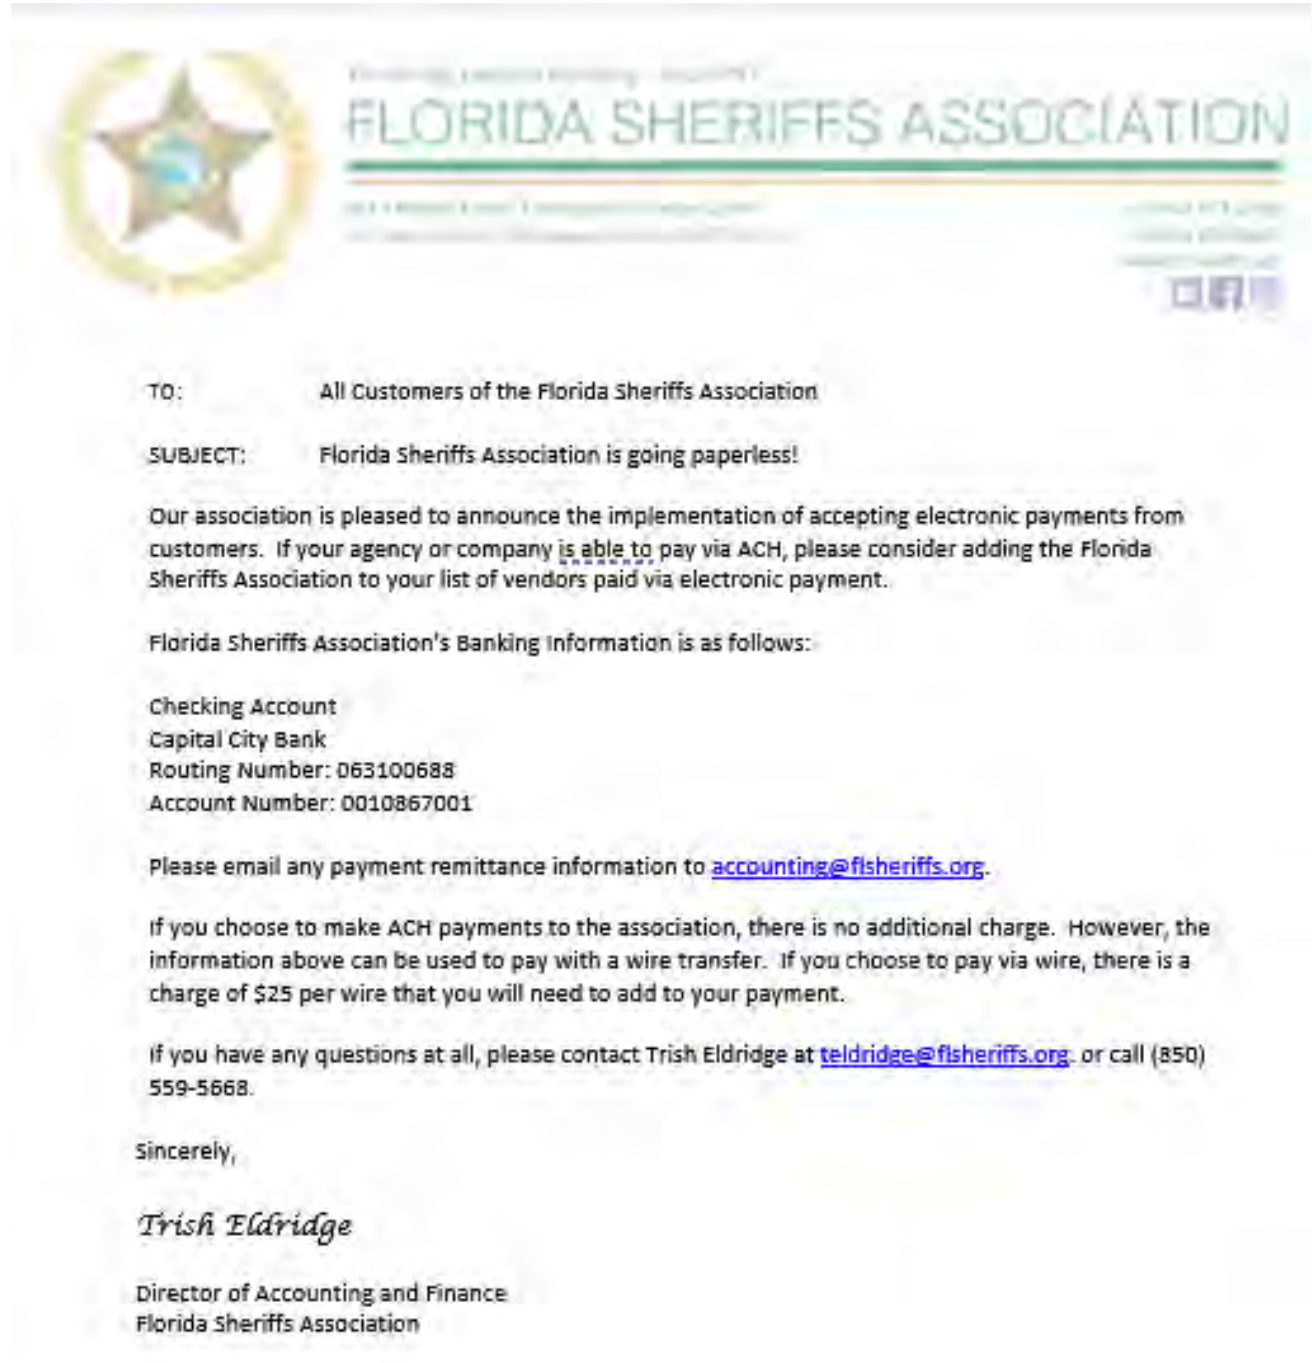 FLORIDA SHERIFFS ASSOCIATION
TO: All Customers of the Florida Sheriffs Association
SUBJECT: Florida Sheriffs Association is going paperless!
Our association is pleased to announce the implementation of accepting electronic payments from
customers. If your agency or company is able to pay via ACH, please consider adding the Florida
Sheriffs Association to your list of vendors paid via electronic payment.
Florida Sheriffs Association's Banking Information is as follows:
Checking Account
Capital City Bank
Routing Number: 063100688
Account Number: 0010867001
Please email any payment remittance information to accounting@flsheriffs.org.
If you choose to make ACH payments to the association, there is no additional charge. However, the
information above can be used to pay with a wire transfer. If you choose to pay via wire, there is a
charge of $25 per wire that you will need to add to your payment.
If you have any questions at all, please contact Trish Eldridge at teldridge@flsheriffs.org. or call (850)
559-5668.
Sincerely,
Trish Eldridge
Director of Accounting and Finance
Florida Sheriffs Association